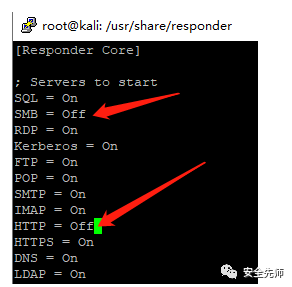 root@kali: /usr/share/responder
[Responder Core]
; Servers to start
SQL = On
SMB = Off
RDP = On
Kerberos = On
FTP = On
POP = On
SMTP = On
IMAP = On
HTTP = Off
HTTPS = On
DNS = On
LDAP = On
安全先师